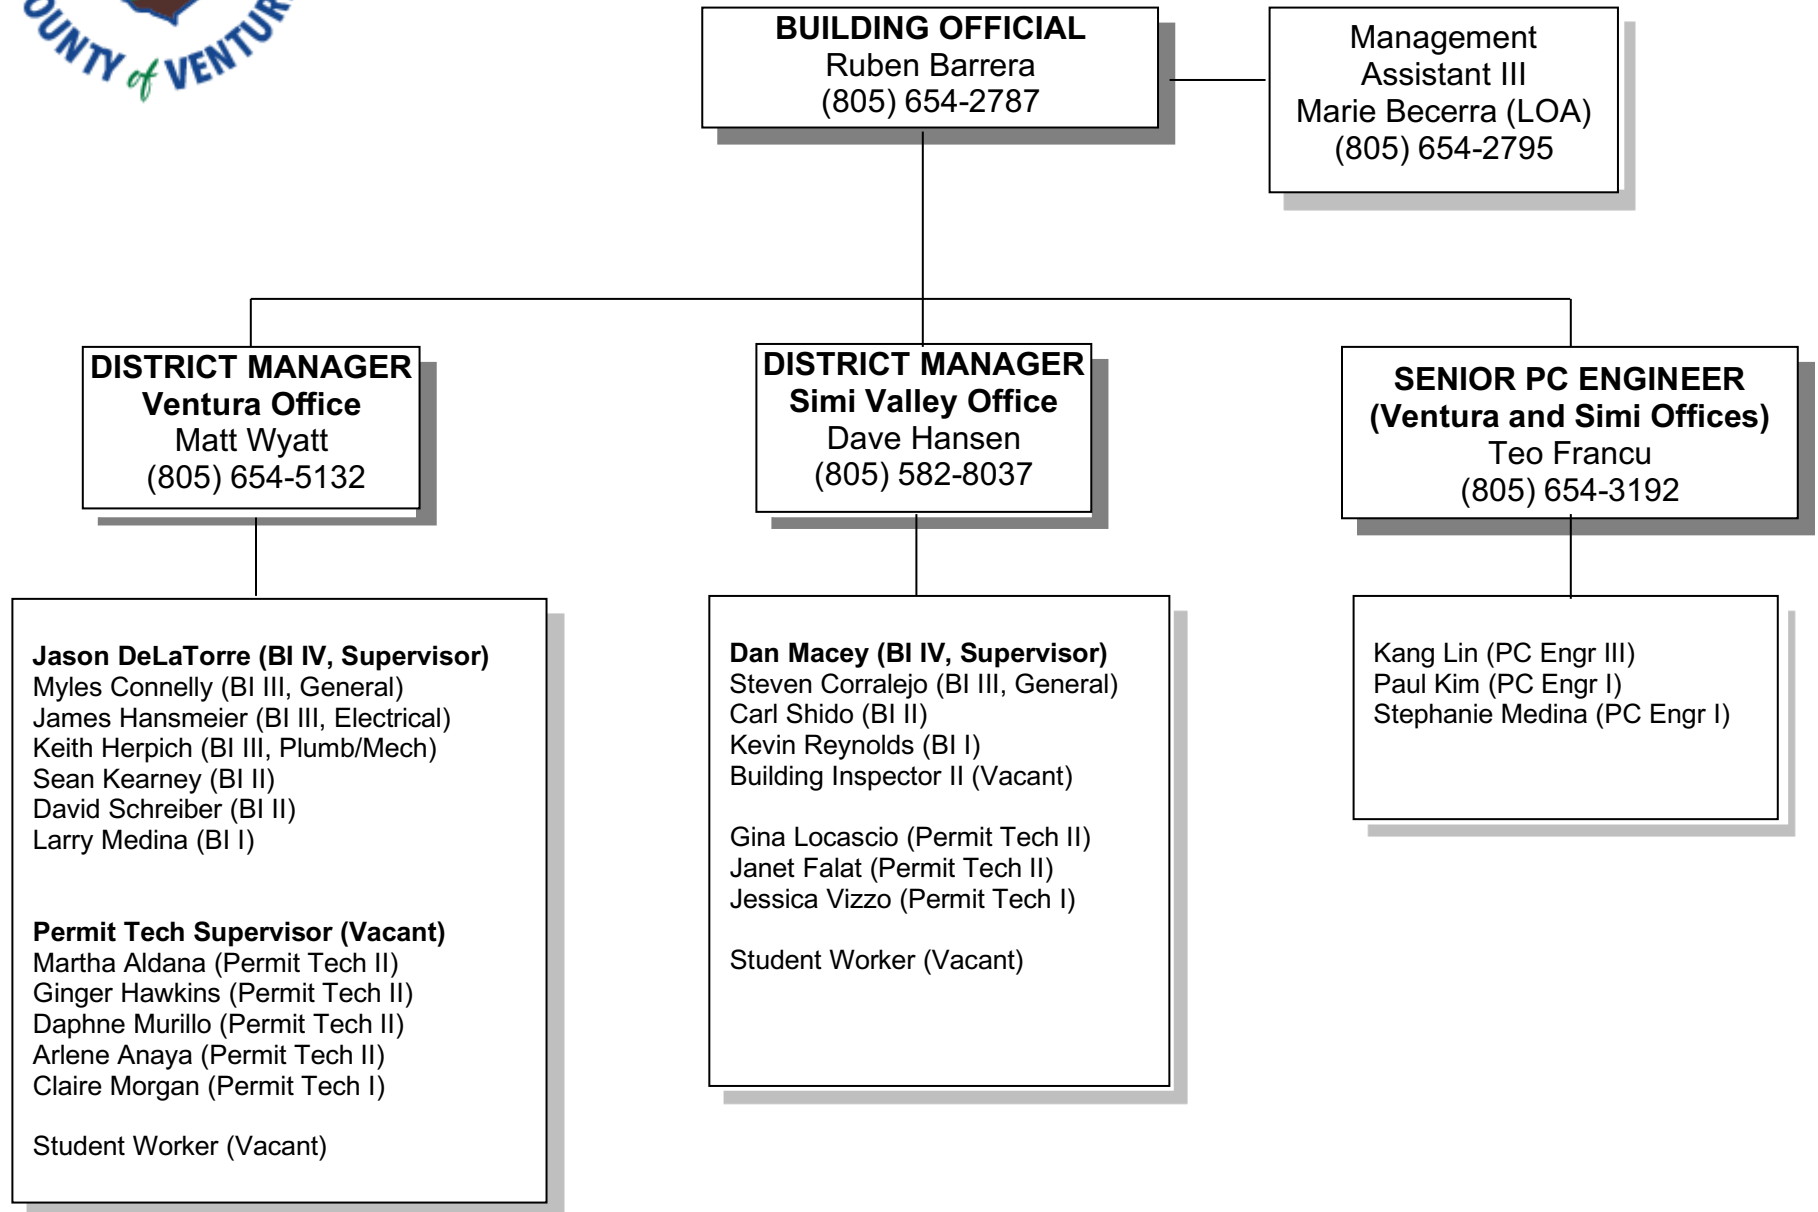 COUNTY of VENTURA
BUILDING OFFICIAL
Ruben Barrera
(805) 654-2787
Management
Assistant III
Marie Becerra (LOA)
(805) 654-2795
DISTRICT MANAGER
Ventura Office
Matt Wyatt
(805) 654-5132
DISTRICT MANAGER
Simi Valley Office
Dave Hansen
(805) 582-8037
SENIOR PC ENGINEER
(Ventura and Simi Offices)
Teo Francu
(805) 654-3192
Jason DeLaTorre (BI IV, Supervisor)
Myles Connelly (BI III, General)
James Hansmeier (BI III, Electrical)
Keith Herpich (BI III, Plumb/Mech)
Sean Kearney (BI II)
David Schreiber (BI II)
Larry Medina (BI I)
Permit Tech Supervisor (Vacant)
Martha Aldana (Permit Tech II)
Ginger Hawkins (Permit Tech II)
Daphne Murillo (Permit Tech II)
Arlene Anaya (Permit Tech II)
Claire Morgan (Permit Tech I)
Student Worker (Vacant)
Dan Macey (BI IV, Supervisor)
Steven Corralejo (BI III, General)
Carl Shido (BI II)
Kevin Reynolds (BI I)
Building Inspector II (Vacant)
Gina Locascio (Permit Tech II)
Janet Falat (Permit Tech II)
Jessica Vizzo (Permit Tech I)
Student Worker (Vacant)
Kang Lin (PC Engr III)
Paul Kim (PC Engr I)
Stephanie Medina (PC Engr I)